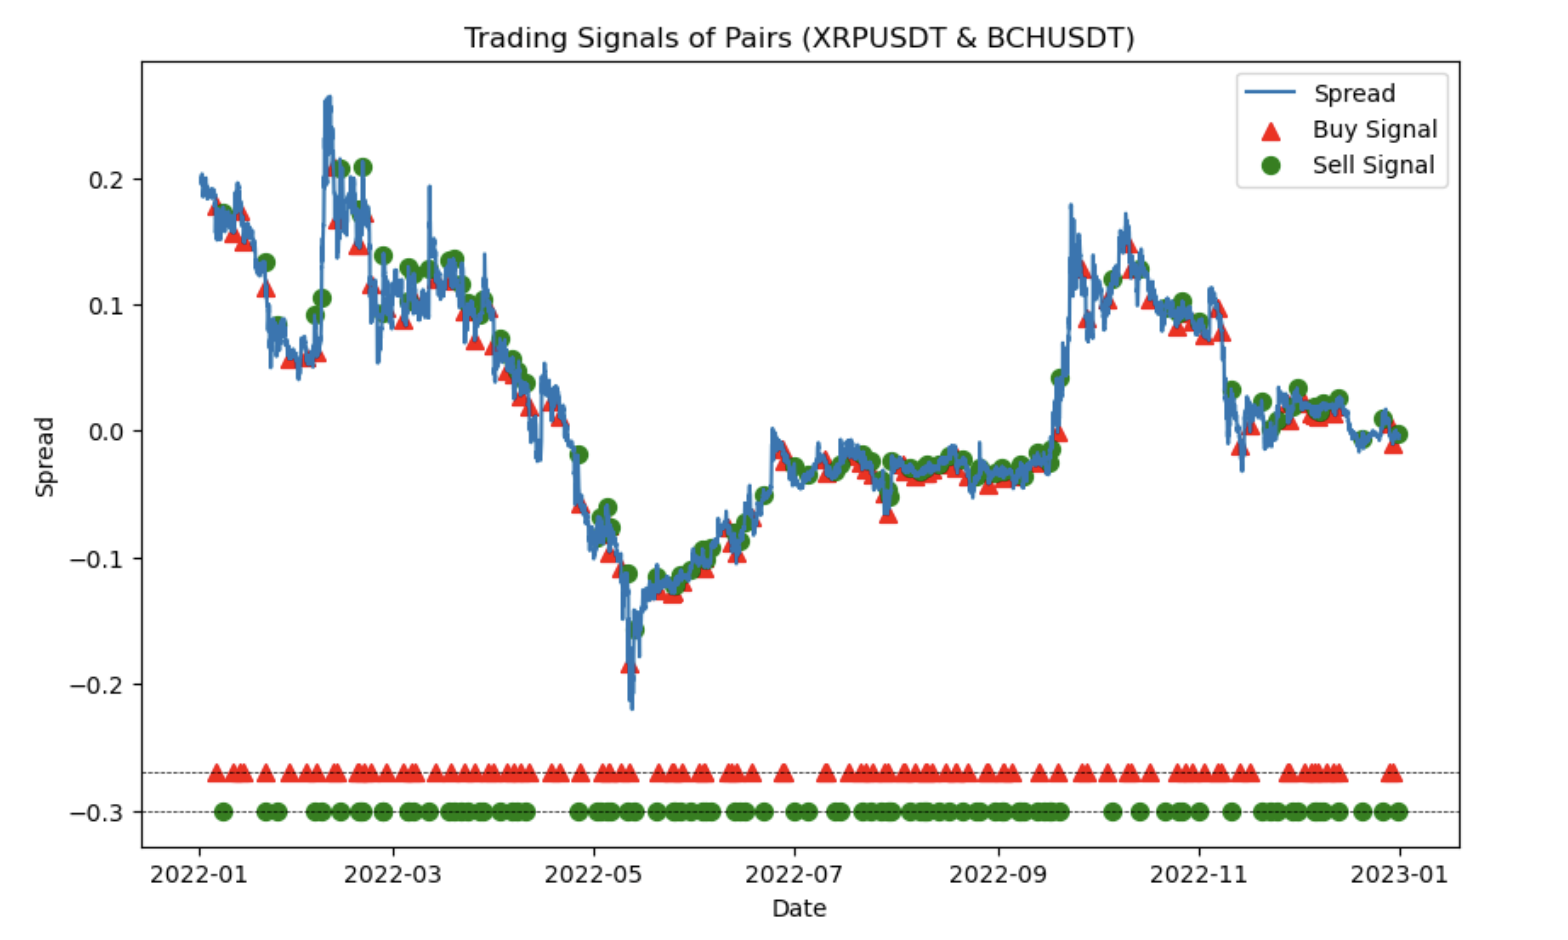 Trading Signals of Pairs (XRPUSDT & BCHUSDT)
Spread
Buy Signal
Sell Signal
0.2
0.1
0.0
−0.1
−0.2
−0.3
Spread
2022-01
2022-03
2022-05
2022-07
2022-09
2022-11
2023-01
Date